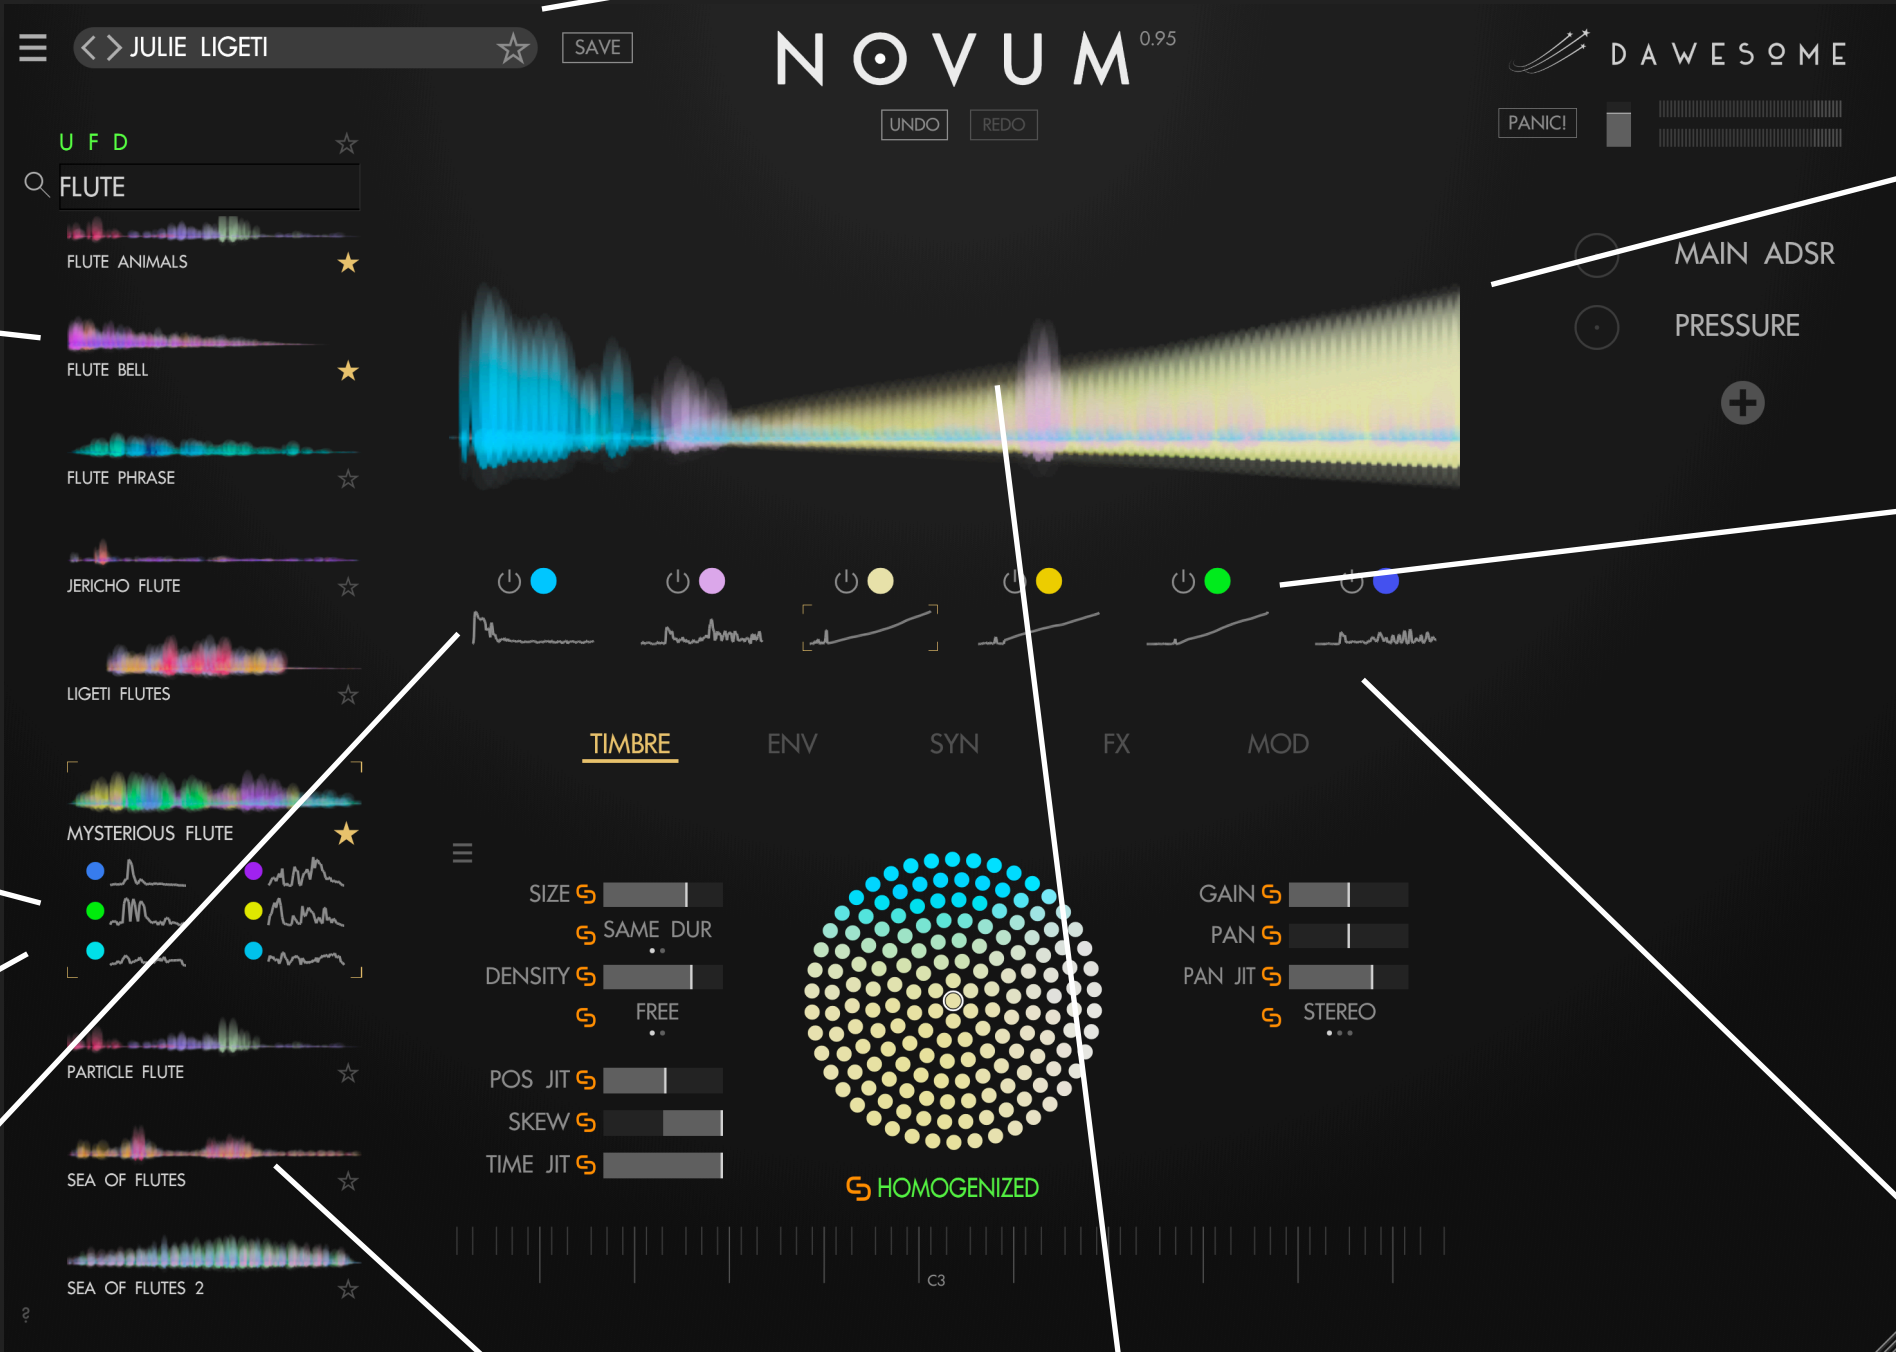 JULIE LIGETI
SAVE
NOVUM 0.95
DAWESOME
UNDO
REDO
PANIC!
U F D
FLUTE
FLUTE ANIMALS
FLUTE BELL
FLUTE PHRASE
JERICHO FLUTE
LIGETI FLUTES
MYSTERIOUS FLUTE
PARTICLE FLUTE
SEA OF FLUTES
SEA OF FLUTES 2
MAIN ADSR
PRESSURE
TIMBRE
ENV
SYN
FX
MOD
SIZE
SAME DUR
DENSITY
FREE
POS JIT
SKEW
TIME JIT
HOMOGENIZED
GAIN
PAN
PAN JIT
STEREO
C3
?